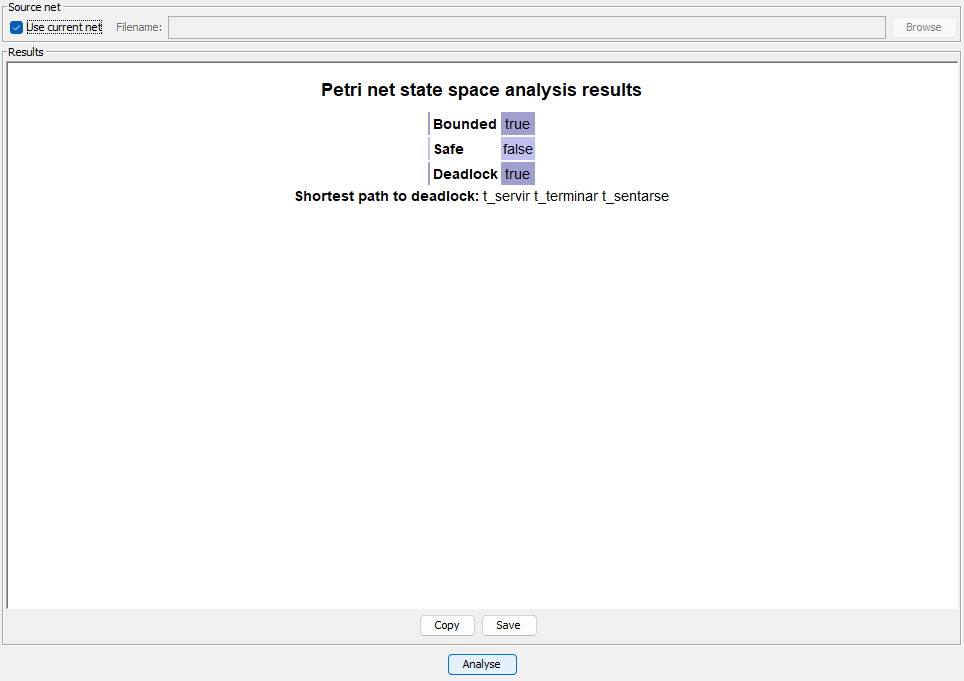 Source net
Use current net Filename: Browse
Results
Petri net state space analysis results
Bounded true
Safe false
Deadlock true
Shortest path to deadlock: t_servir t_terminar t_sentarse
Copy Save
Analyse